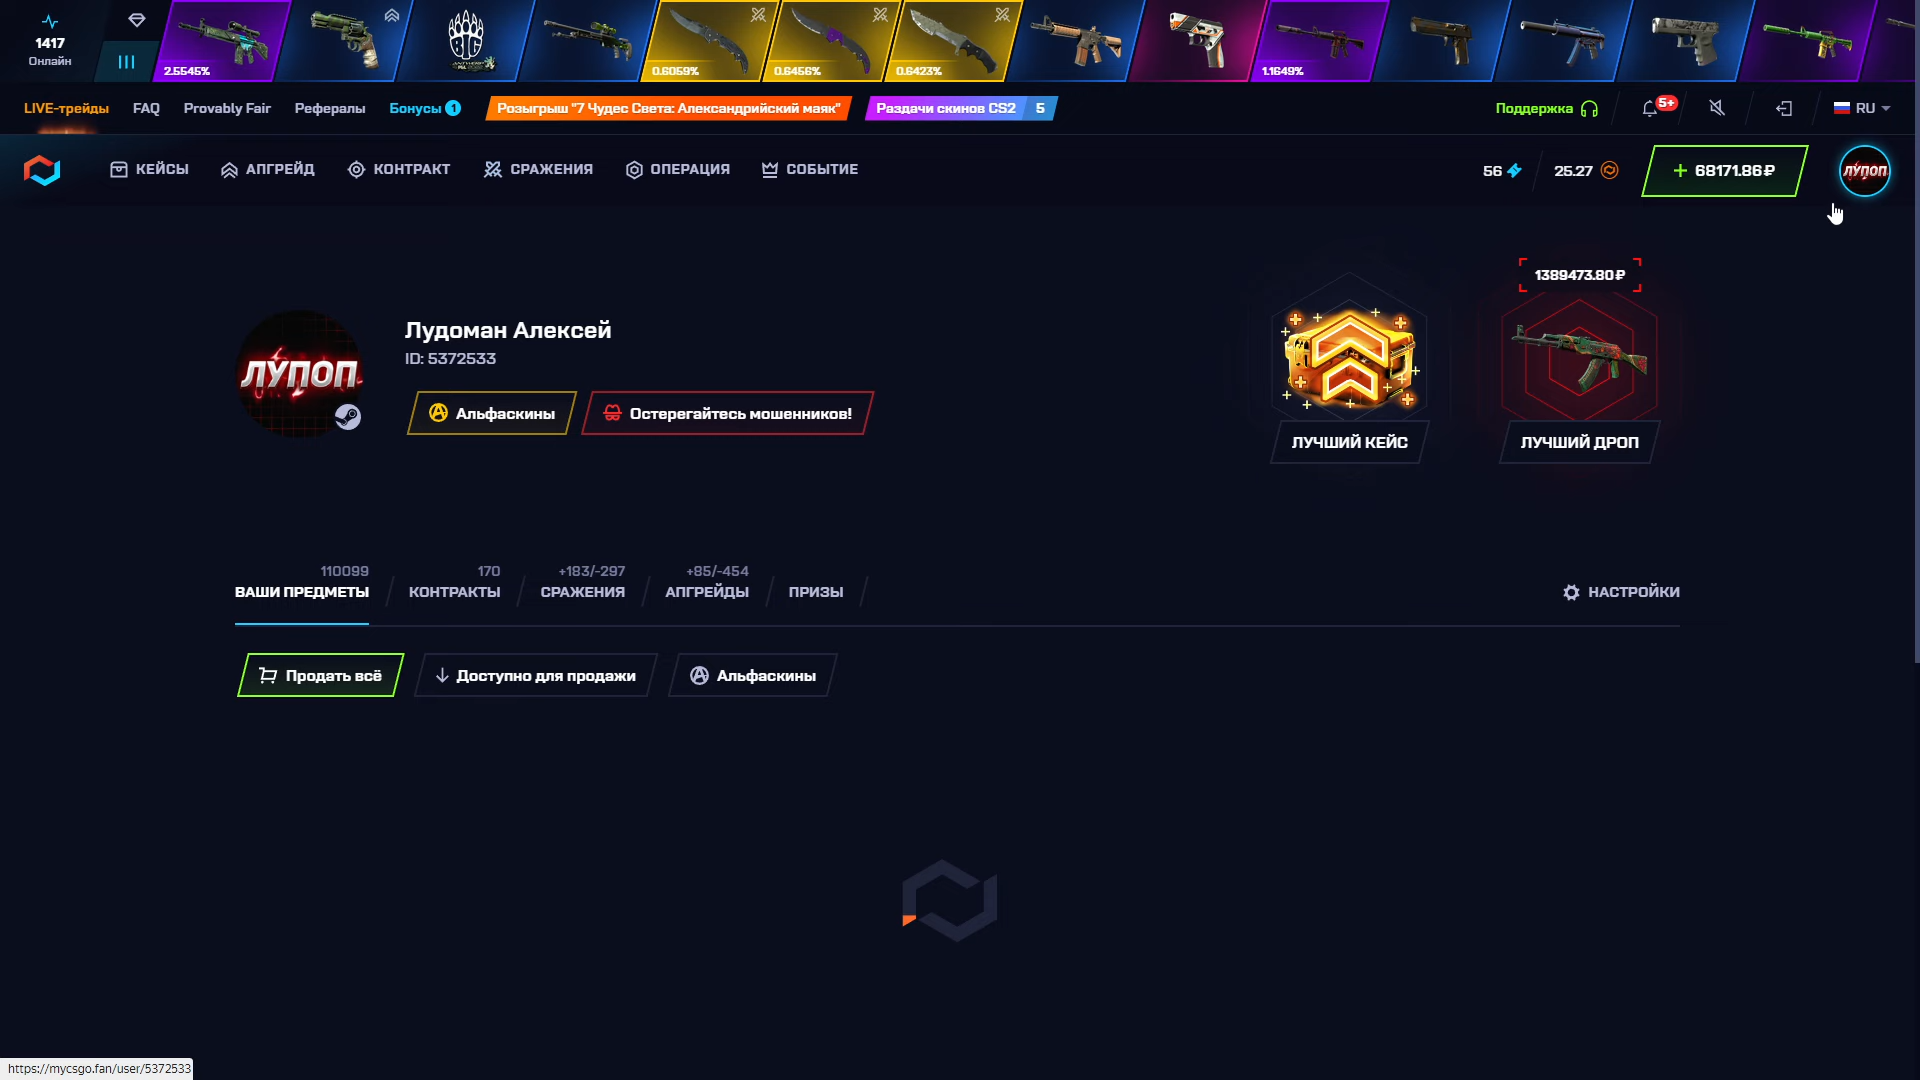 1417
Онлайн
2.5545%
BIG
0.6059%
0.6456%
0.6423%
1.1649%
LIVE-трейды
FAQ
Provably Fair
Рефералы
Бонусы 1
Розыгрыш "7 Чудес Света: Александрийский маяк"
Раздачи скинов CS2 5
Поддержка
5+
RU
КЕЙСЫ
АПГРЕЙД
КОНТРАКТ
СРАЖЕНИЯ
ОПЕРАЦИЯ
СОБЫТИЕ
56
25.27
+ 68171.86₽
ЛУПОП
1389473.80₽
ЛУПОП
Лудоман Алексей
ID: 5372533
Альфаскины
Остерегайтесь мошенников!
ЛУЧШИЙ КЕЙС
ЛУЧШИЙ ДРОП
110099
ВАШИ ПРЕДМЕТЫ
170
КОНТРАКТЫ
+183/-297
СРАЖЕНИЯ
+85/-454
АПГРЕЙДЫ
ПРИЗЫ
НАСТРОЙКИ
Продать всё
Доступно для продажи
Альфаскины
https://mycsgo.fan/user/5372533